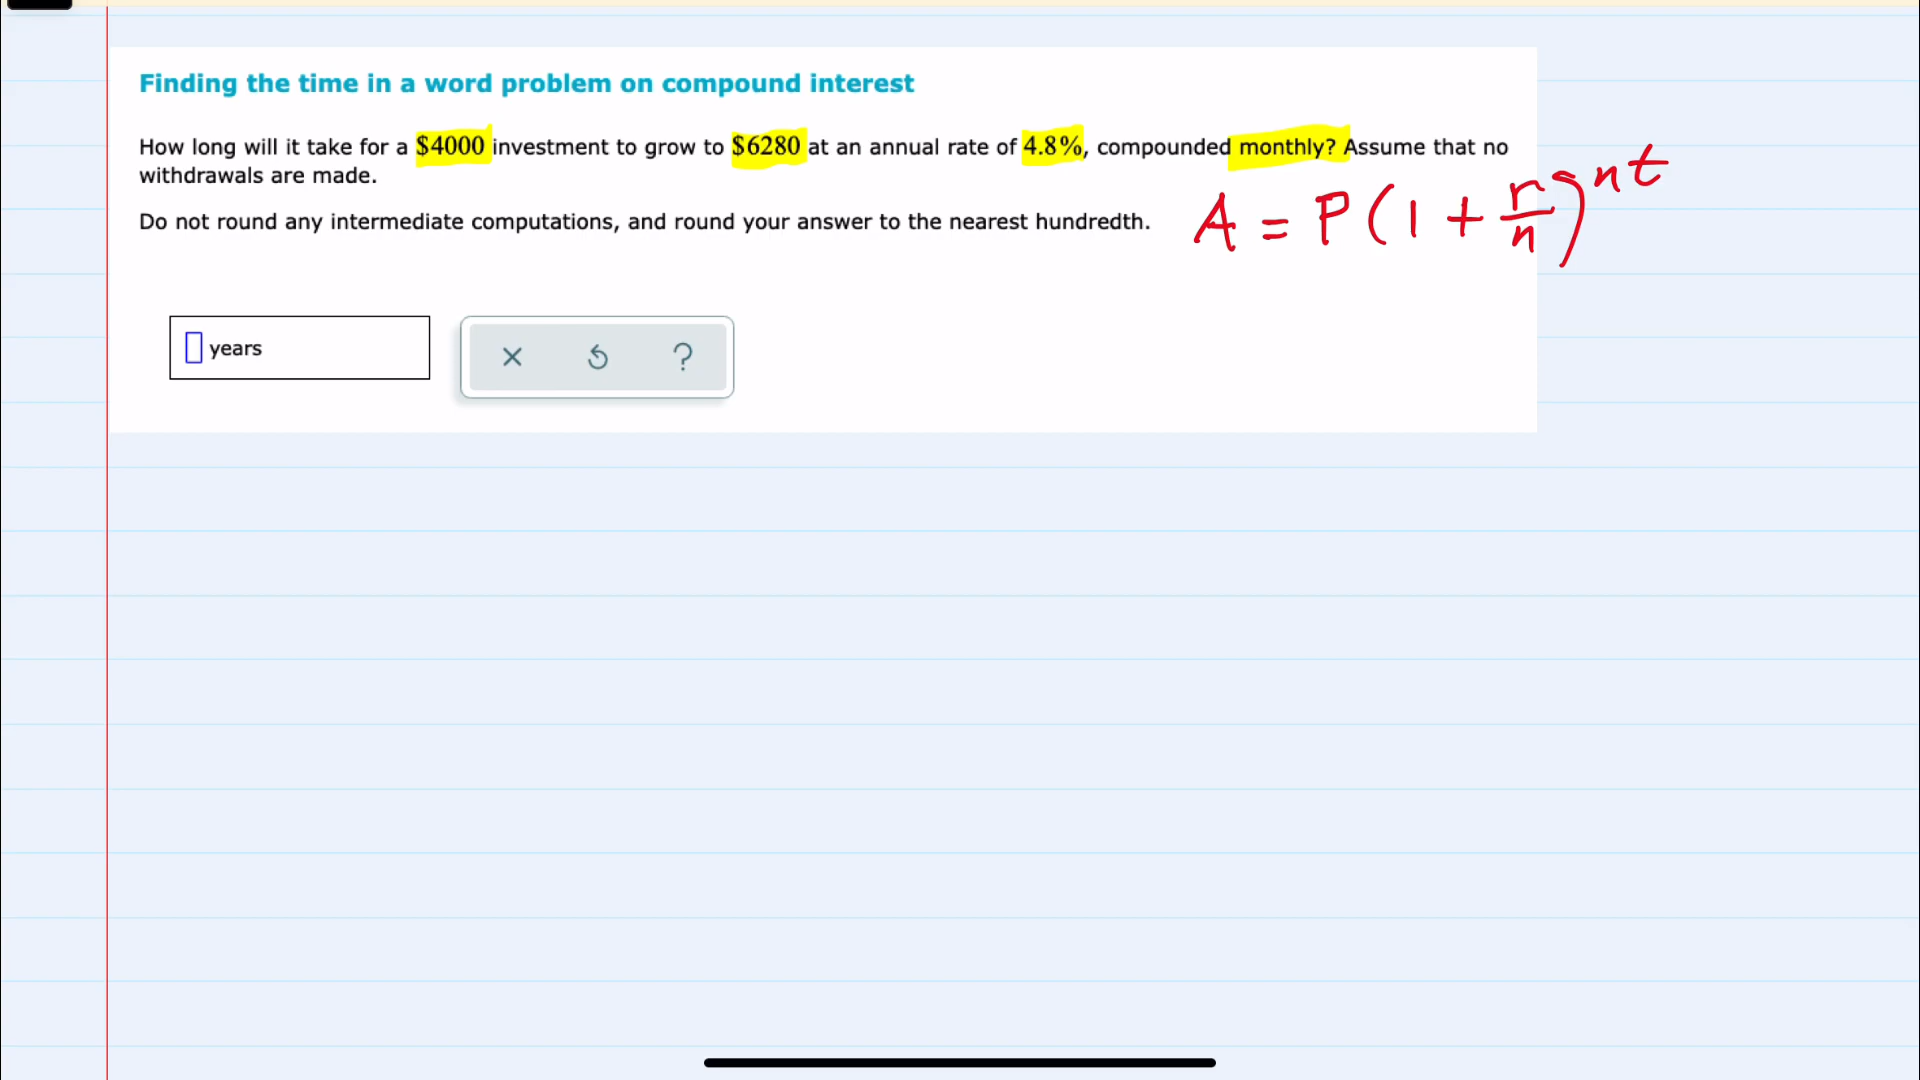 Finding the time in a word problem on compound interest
How long will it take for a $4000 investment to grow to $6280 at an annual rate of 4.8%, compounded monthly? Assume that no
withdrawals are made.
Do not round any intermediate computations, and round your answer to the nearest hundredth.
A = P(1 + r/n)^nt
years
?